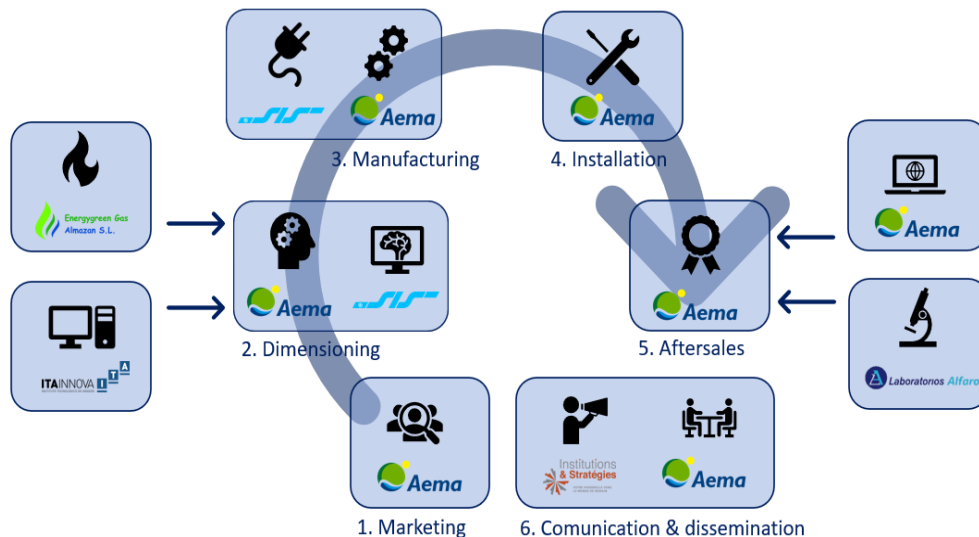 Aema
3. Manufacturing
Aema
4. Installation
Energygreen Gas
Almazan S.L.
Aema
2. Dimensioning
ITAINNOVA
ITA
Aema
5. Aftersales
Aema
Laboratorios Alfaro
Aema
1. Marketing
Institutions
& Stratégies
Aema
6. Comunication & dissemination